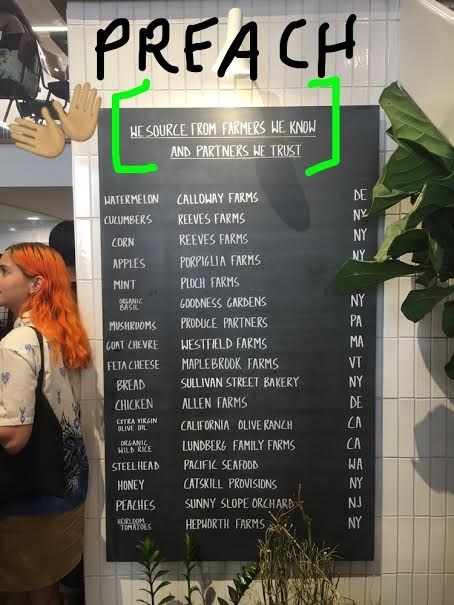 PREACH
WE SOURCE FROM FARMERS WE KNOW
AND PARTNERS WE TRUST
WATERMELON CALLOWAY FARMS DE
CUCUMBERS REEVES FARMS NY
CORN REEVES FARMS NY
APPLES PORPIGLIA FARMS NY
MINT PLOCH FARMS
ORGANIC
BASIL GOODNESS GARDENS NY
MUSHROOMS PRODUCE PARTNERS PA
GOAT CHEVRE WESTFIELD FARMS MA
FETA CHEESE MAPLEBROOK FARMS VT
BREAD SULLIVAN STREET BAKERY NY
CHICKEN ALLEN FARMS DE
EXTRA VIRGIN
OLIVE OIL CALIFORNIA OLIVE RANCH CA
ORGANIC
WILD RICE LUNDBERG FAMILY FARMS CA
STEELHEAD PACIFIC SEAFOOD WA
HONEY CATSKILL PROVISIONS NY
PEACHES SUNNY SLOPE ORCHARD NJ
HEIRLOOM
TOMATOES HEPWORTH FARMS NY